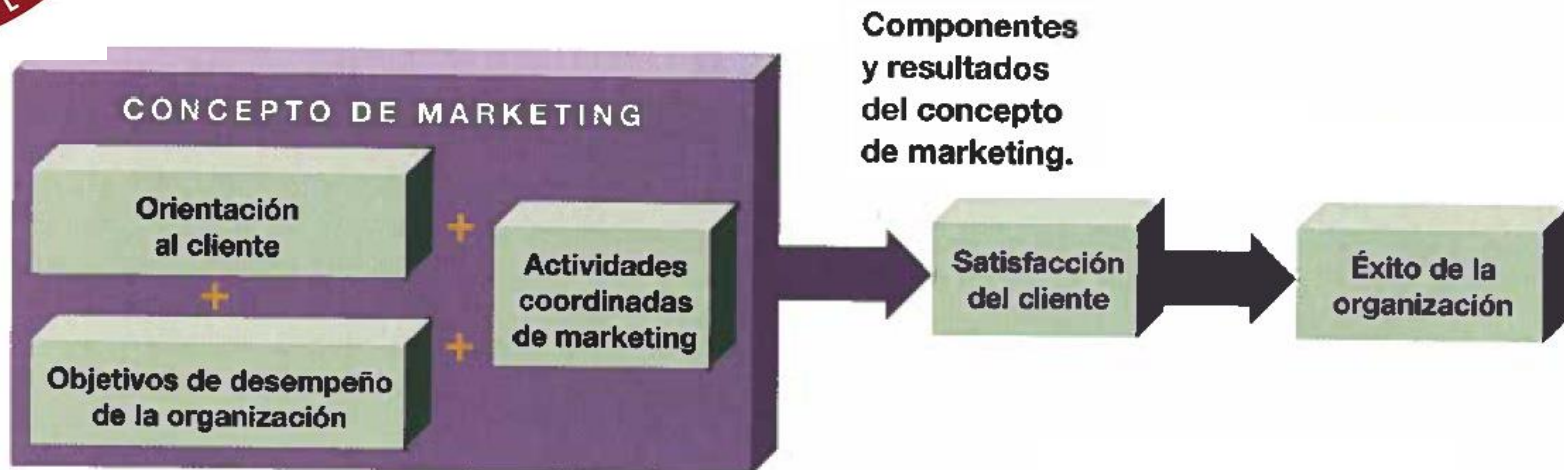 Componentes
y resultados
del concepto
de marketing.
CONCEPTO DE MARKETING
Orientación
al cliente
+
Objetivos de desempeño
de la organización
+
+
Actividades
coordinadas
de marketing
Satisfacción
del cliente
Éxito de la
organización